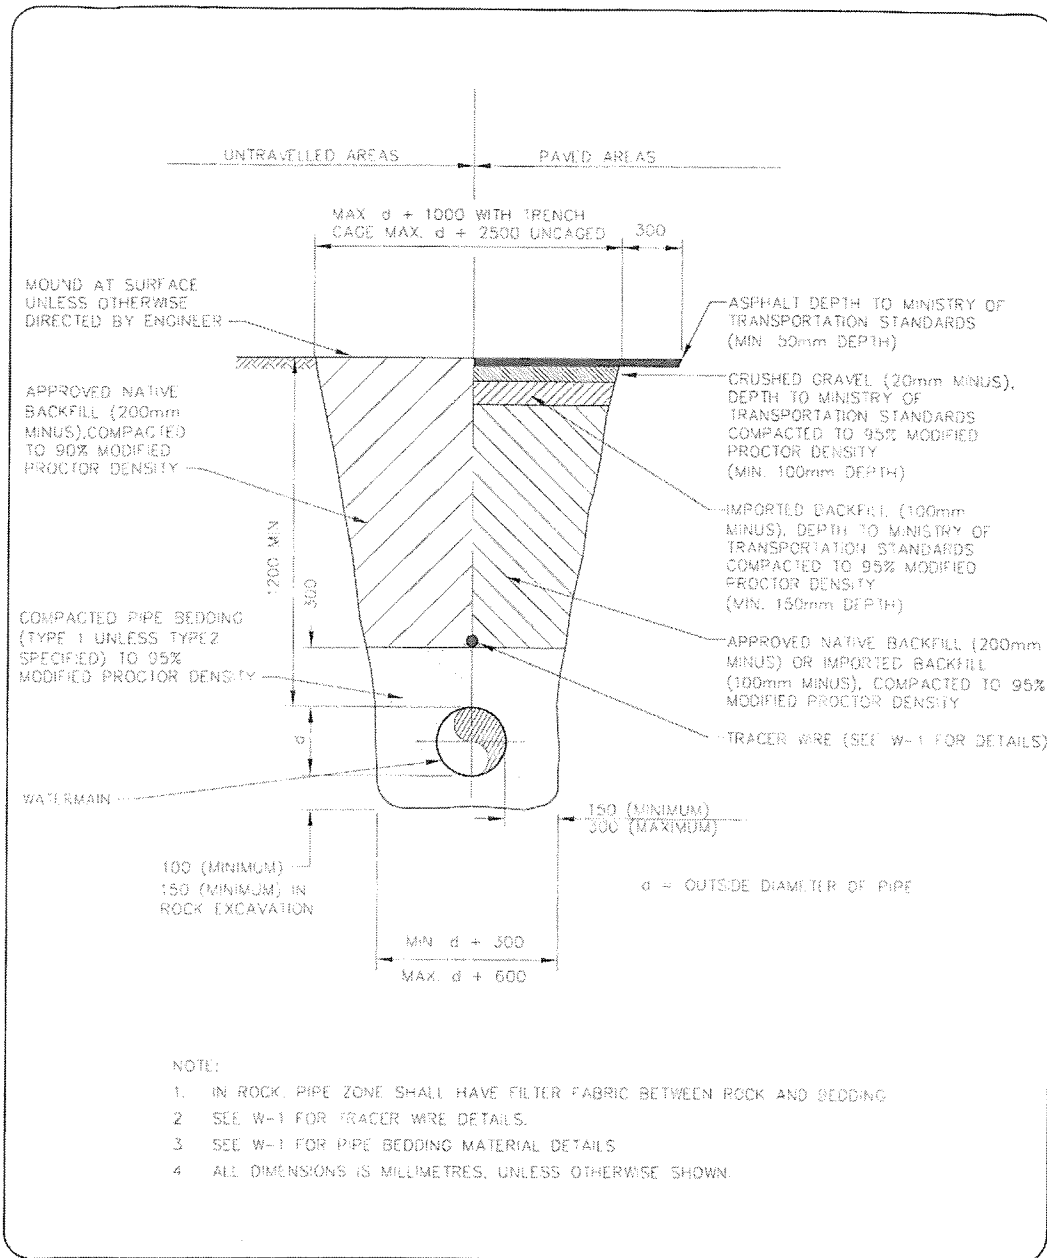 UNTRAVELLED AREAS
PAVED AREAS
MAX d + 1000 WITH TRENCH
CAGE MAX. d + 2500 UNCAGED
300
MOUND AT SURFACE
UNLESS OTHERWISE
DIRECTED BY ENGINEER
ASPHALT DEPTH TO MINISTRY OF
TRANSPORTATION STANDARDS
(MIN. 50mm DEPTH)
APPROVED NATIVE
BACKFILL (200mm
MINUS),COMPACTED
TO 90% MODIFIED
PROCTOR DENSITY
CRUSHED GRAVEL (20mm MINUS),
DEPTH TO MINISTRY OF
TRANSPORTATION STANDARDS
COMPACTED TO 95% MODIFIED
PROCTOR DENSITY
(MIN. 100mm DEPTH)
1200 MIN
300
IMPORTED BACKFILL (100mm
MINUS), DEPTH TO MINISTRY OF
TRANSPORTATION STANDARDS
COMPACTED TO 95% MODIFIED
PROCTOR DENSITY
(MIN. 150mm DEPTH)
COMPACTED PIPE BEDDING
(TYPE 1 UNLESS TYPE2
SPECIFIED) TO 95%
MODIFIED PROCTOR DENSITY
APPROVED NATIVE BACKFILL (200mm
MINUS) OR IMPORTED BACKFILL
(100mm MINUS), COMPACTED TO 95%
MODIFIED PROCTOR DENSITY
d
TRACER WIRE (SEE W-1 FOR DETAILS)
WATERMAIN
150 (MINIMUM)
300 (MAXIMUM)
100 (MINIMUM)
150 (MINIMUM) IN
ROCK EXCAVATION
d = OUTSIDE DIAMETER OF PIPE
MIN d + 300
MAX. d + 600
NOTE:
1. IN ROCK, PIPE ZONE SHALL HAVE FILTER FABRIC BETWEEN ROCK AND BEDDING
2 SEE W-1 FOR TRACER WIRE DETAILS.
3 SEE W-1 FOR PIPE BEDDING MATERIAL DETAILS
4 ALL DIMENSIONS IS MILLIMETRES, UNLESS OTHERWISE SHOWN.